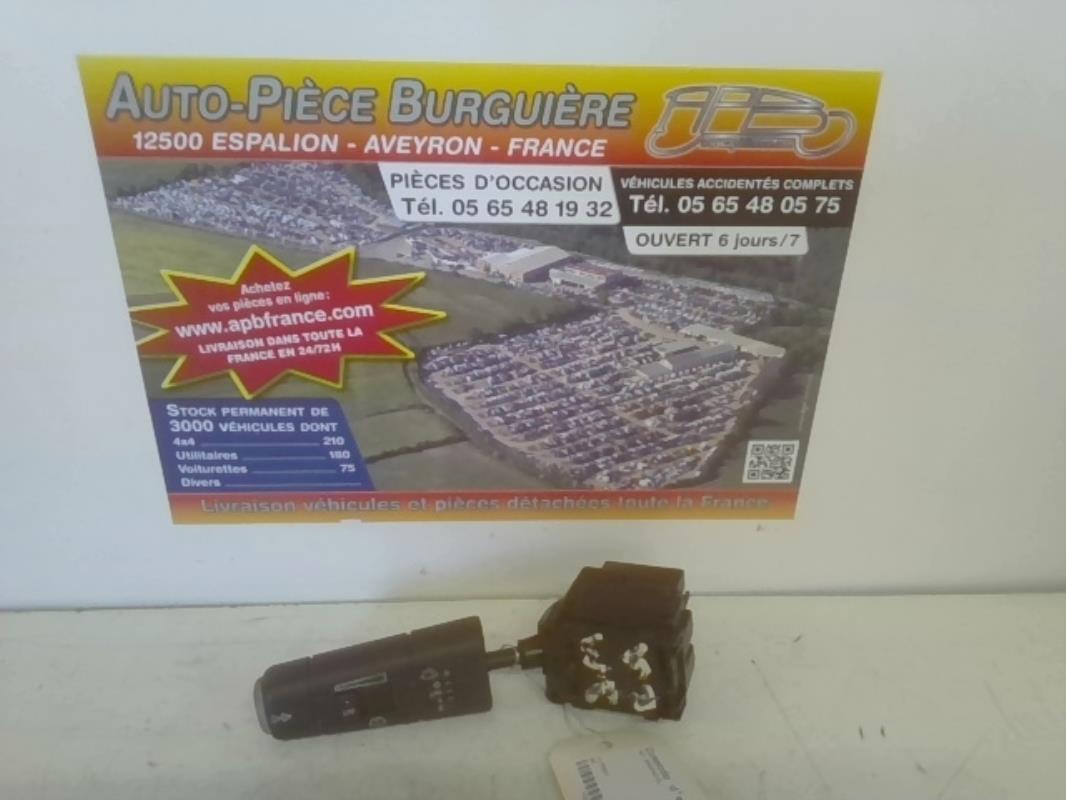 AUTO-PIÈCE BURGUIÈRE
12500 ESPALION - AVEYRON - FRANCE
PIÈCES D'OCCASION
Tél. 05 65 48 19 32
VÉHICULES ACCIDENTÉS COMPLETS
Tél. 05 65 48 05 75
OUVERT 6 jours/7
Achetez
vos pièces en ligne:
www.apbfrance.com
LIVRAISON DANS TOUTE LA
FRANCE EN 24/72H
STOCK PERMANENT DE
3000 VÉHICULES DONT
4x4 210
Utilitaires 180
Voiturettes 75
Divers
Livraison véhicules et pièces détachées toute la France